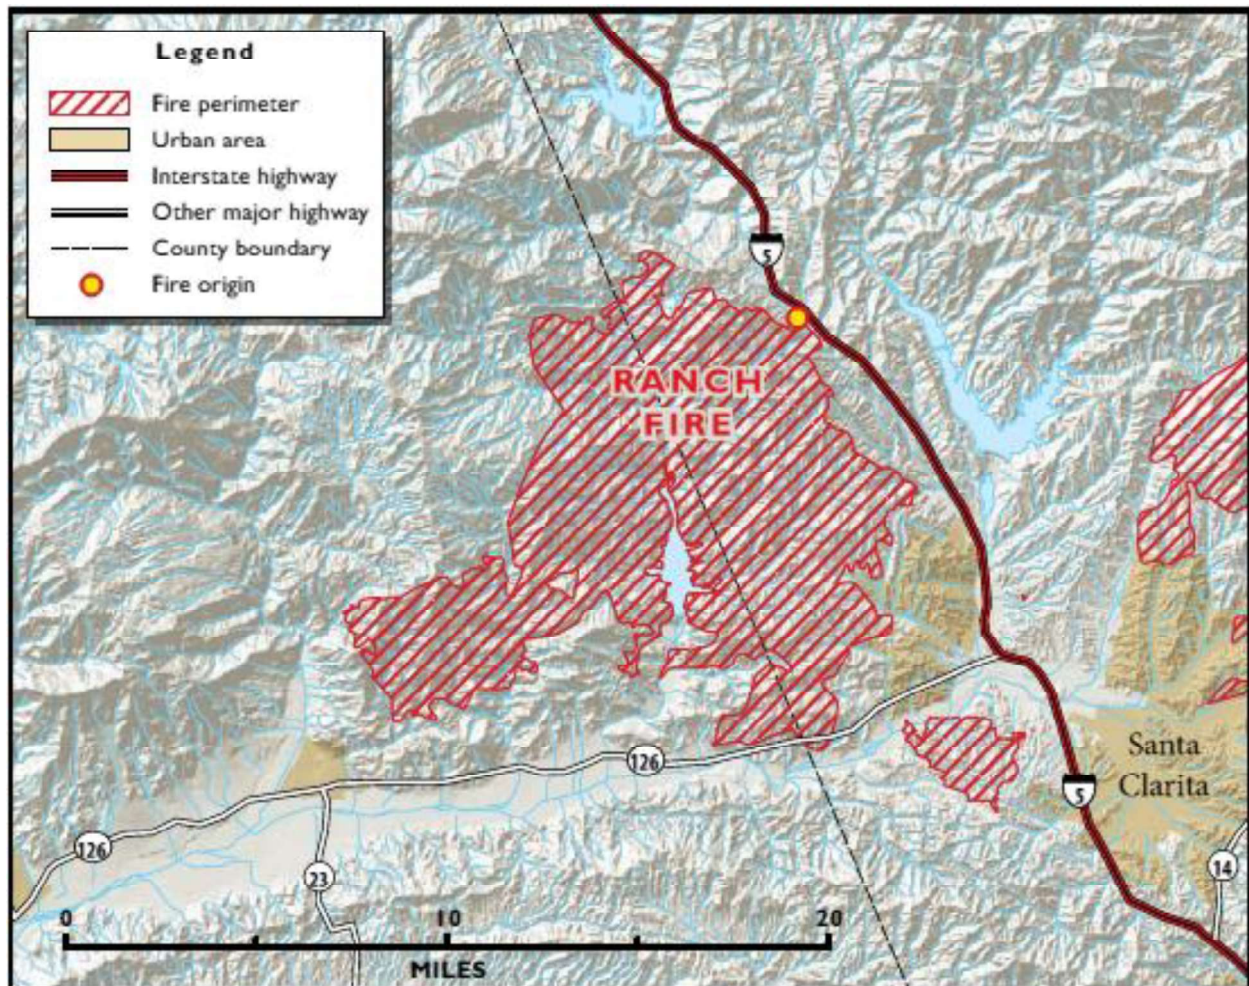 Legend
Fire perimeter
Urban area
Interstate highway
Other major highway
County boundary
Fire origin
5
RANCH
FIRE
Santa
Clarita
126
5
126
23
14
0 10 20
MILES